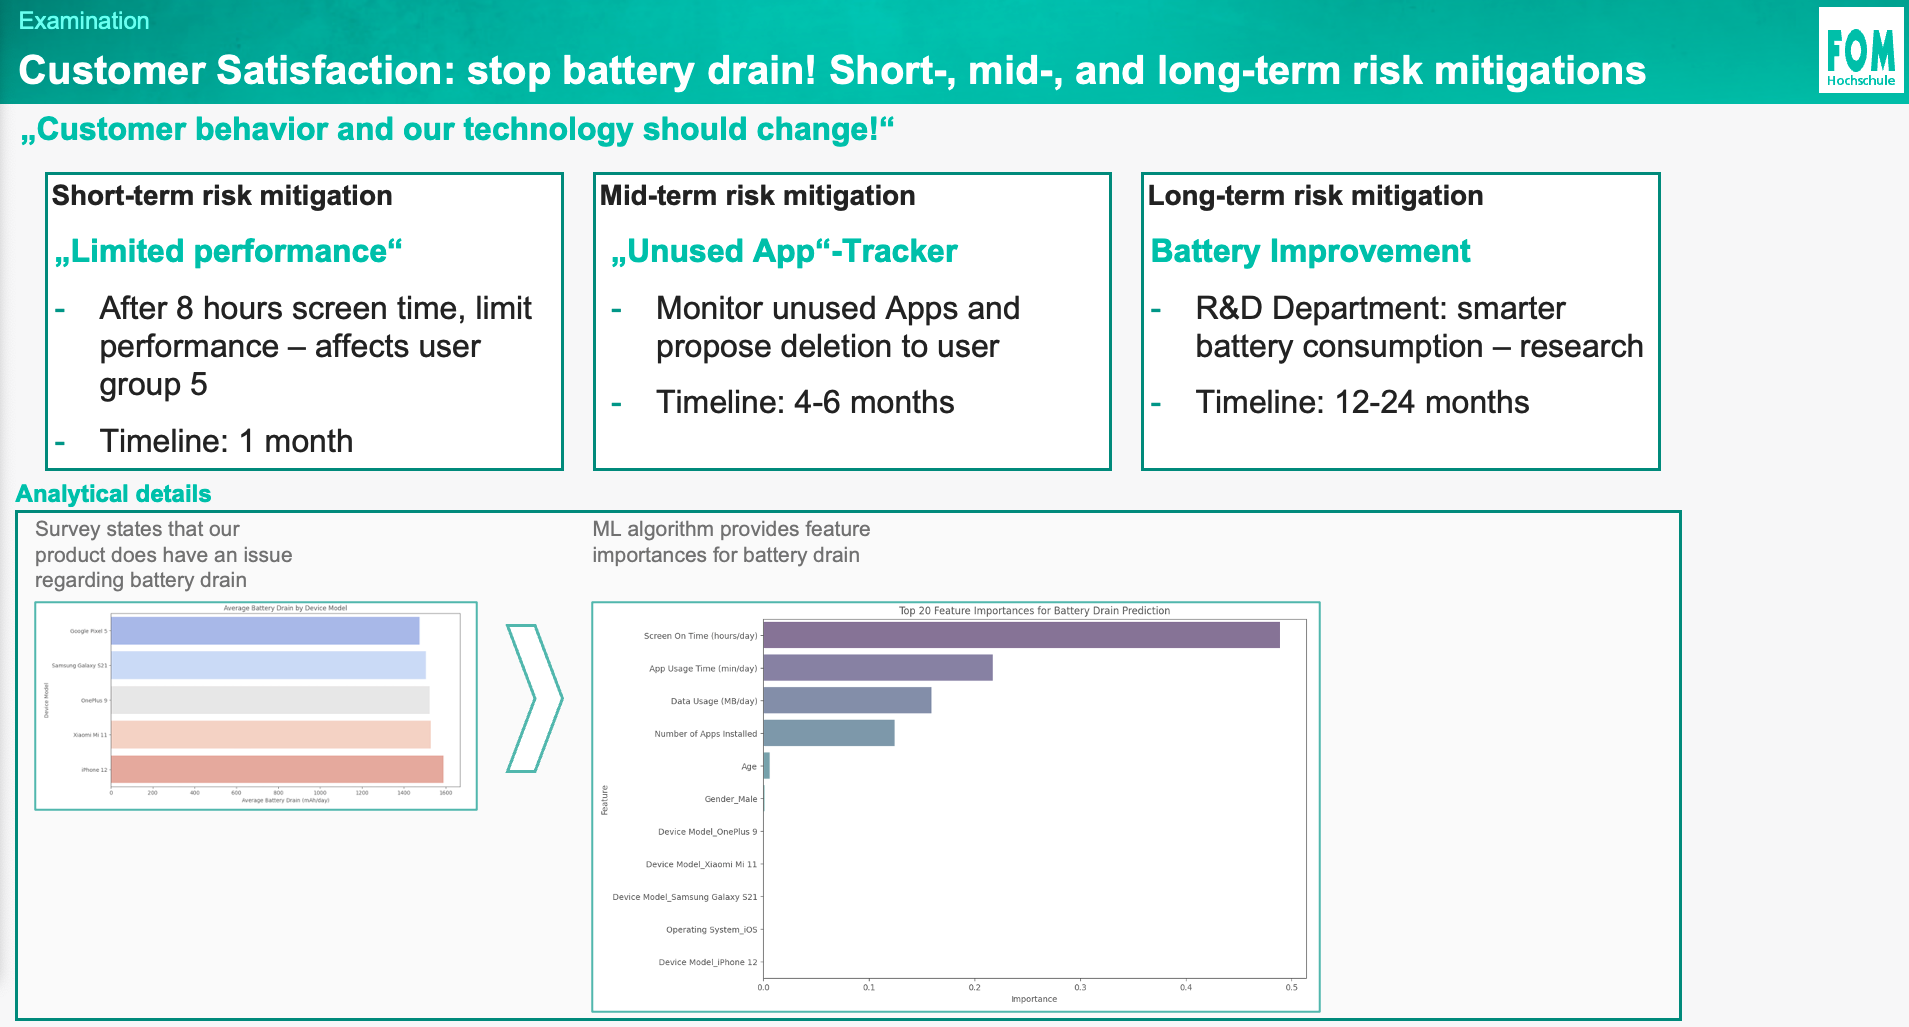 Examination
Customer Satisfaction: stop battery drain! Short-, mid-, and long-term risk mitigations
FOM
Hochschule
„Customer behavior and our technology should change!“
Short-term risk mitigation
„Limited performance“
- After 8 hours screen time, limit
performance – affects user
group 5
- Timeline: 1 month
Mid-term risk mitigation
„Unused App“-Tracker
- Monitor unused Apps and
propose deletion to user
- Timeline: 4-6 months
Long-term risk mitigation
Battery Improvement
- R&D Department: smarter
battery consumption – research
- Timeline: 12-24 months
Analytical details
Survey states that our
product does have an issue
regarding battery drain
Average Battery Drain by Device Model
Device Model
Google Pixel 5
Samsung Galaxy S21
OnePlus 9
Xiaomi Mi 11
iPhone 12
0 200 400 600 800 1000 1200 1400 1600
Average Battery Drain (mAh/day)
ML algorithm provides feature
importances for battery drain
Top 20 Feature Importances for Battery Drain Prediction
Feature
Screen On Time (hours/day)
App Usage Time (min/day)
Data Usage (MB/day)
Number of Apps Installed
Age
Gender_Male
Device Model_OnePlus 9
Device Model_Xiaomi Mi 11
Device Model_Samsung Galaxy S21
Operating System_iOS
Device Model_iPhone 12
0.0 0.1 0.2 0.3 0.4 0.5
Importance